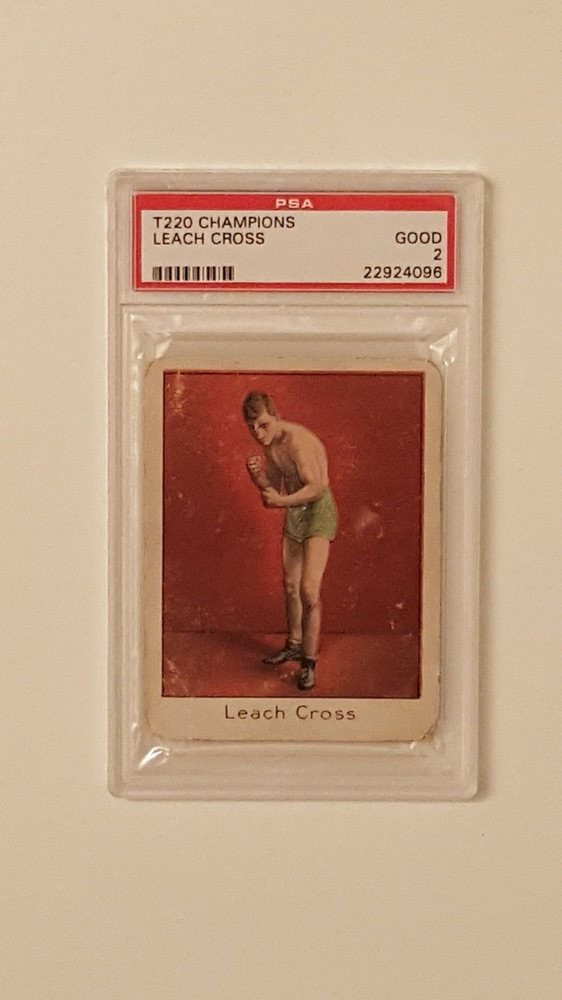 PSA
T220 CHAMPIONS
LEACH CROSS GOOD
2
22924096
Leach Cross